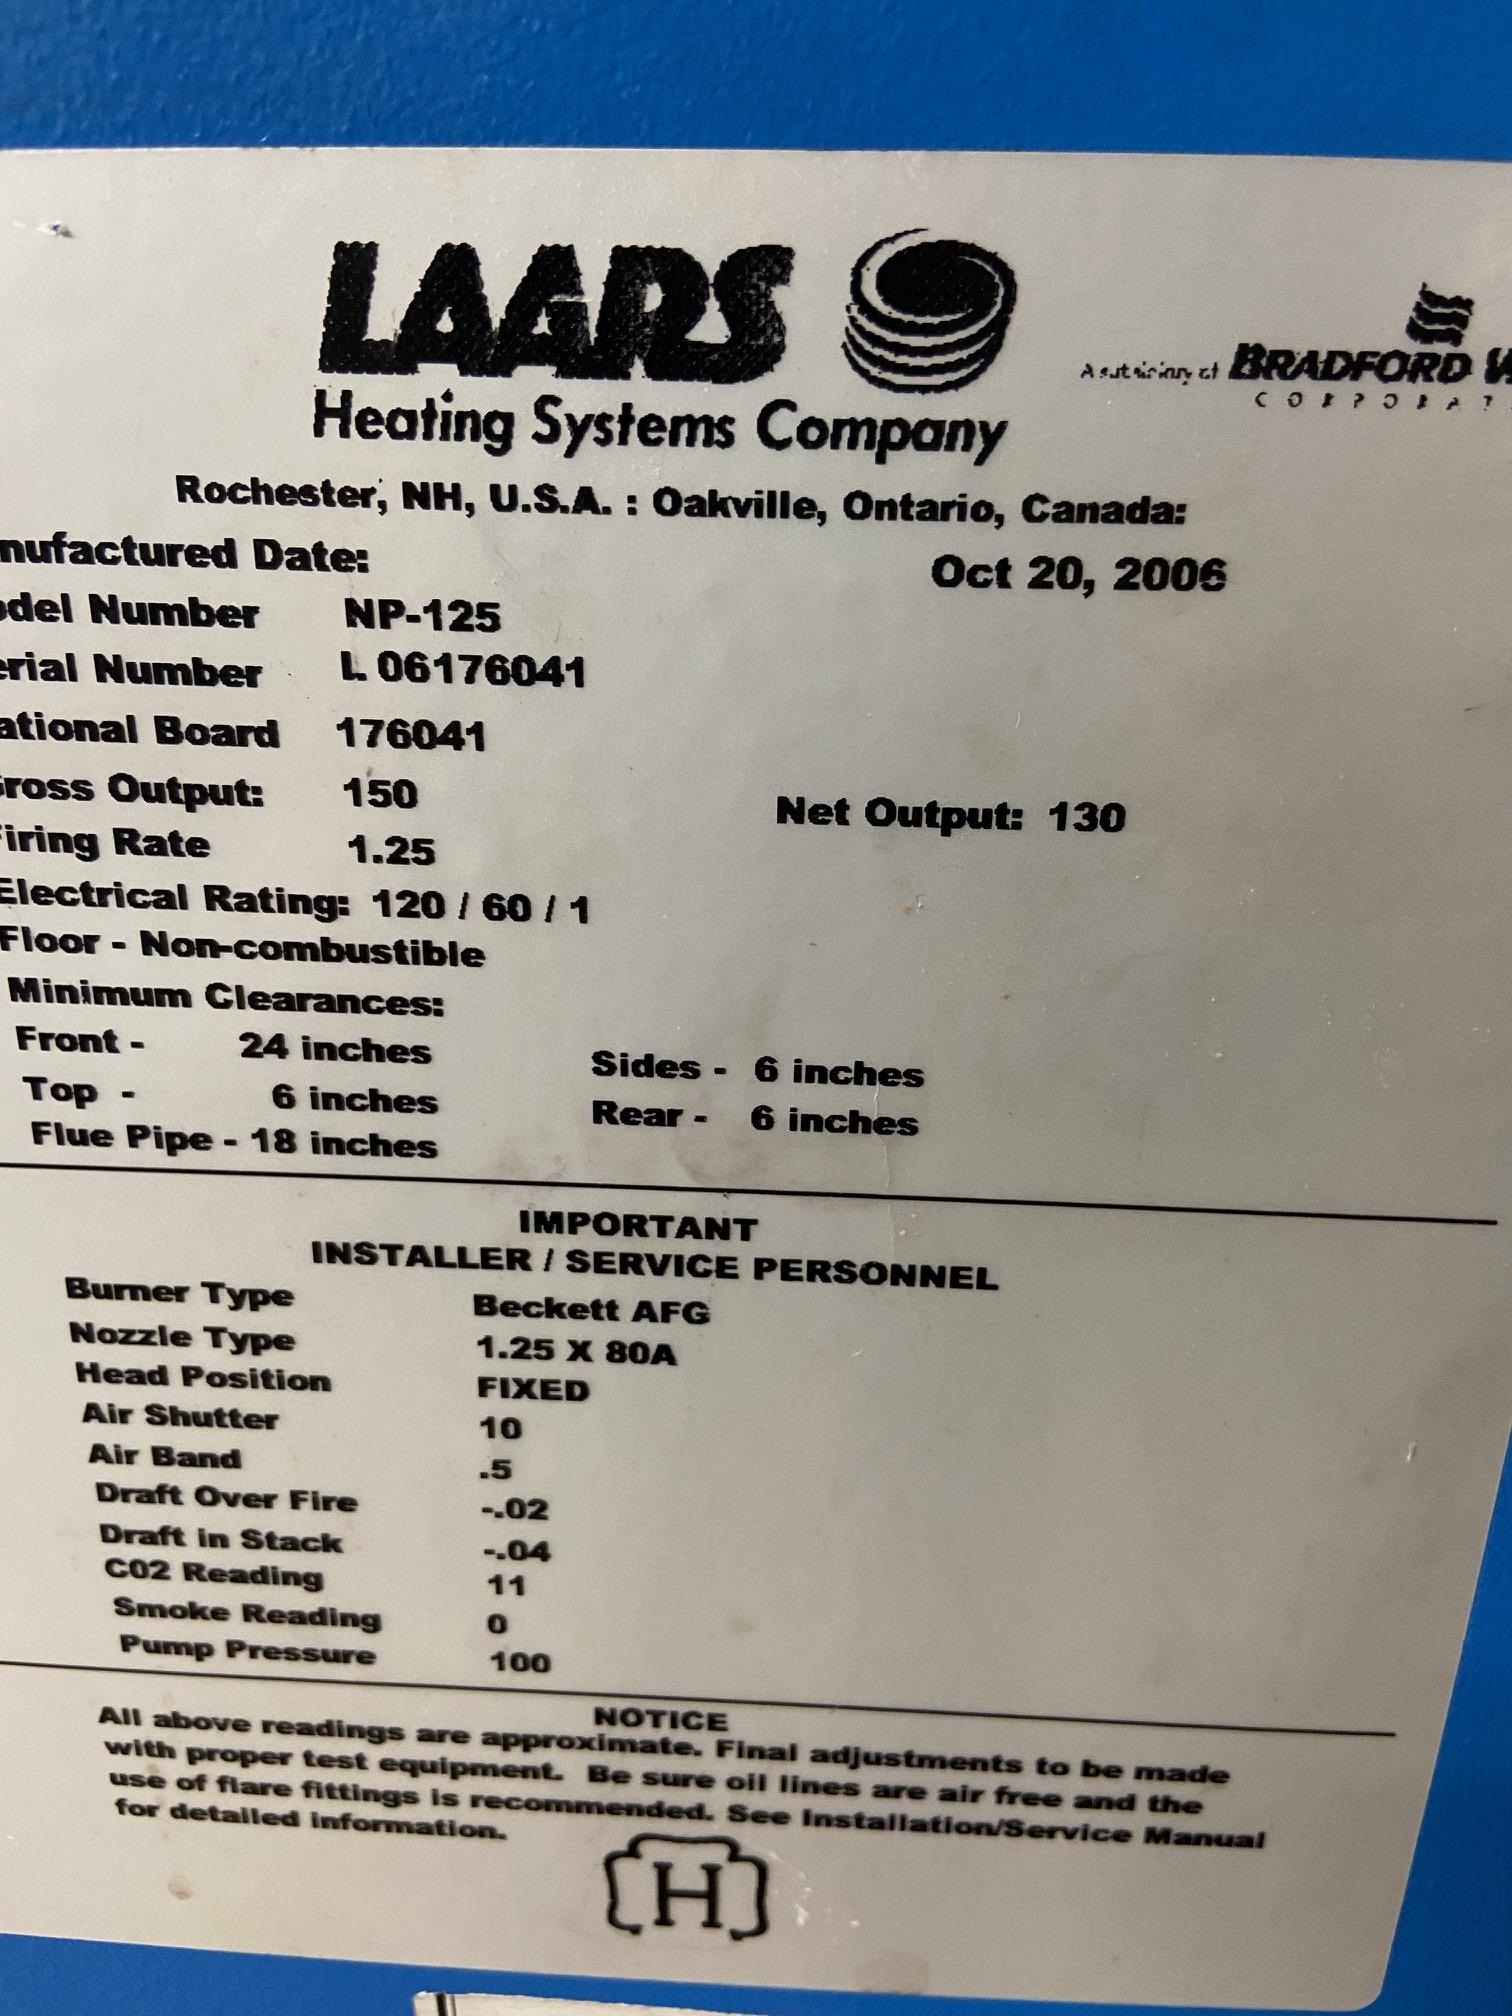 LAARS
Heating Systems Company
A subsidiary of BRADFORD W
CORPORAT
Rochester, NH, U.S.A. : Oakville, Ontario, Canada:
nufactured Date: Oct 20, 2006
odel Number NP-125
erial Number L 06176041
ational Board 176041
Gross Output: 150 Net Output: 130
Firing Rate 1.25
Electrical Rating: 120 / 60 / 1
Floor - Non-combustible
Minimum Clearances:
Front - 24 inches Sides - 6 inches
Top - 6 inches Rear - 6 inches
Flue Pipe - 18 inches
IMPORTANT
INSTALLER / SERVICE PERSONNEL
Burner Type Beckett AFG
Nozzle Type 1.25 X 80A
Head Position FIXED
Air Shutter 10
Air Band .5
Draft Over Fire -.02
Draft in Stack -.04
C02 Reading 11
Smoke Reading 0
Pump Pressure 100
NOTICE
All above readings are approximate. Final adjustments to be made
with proper test equipment. Be sure oil lines are air free and the
use of flare fittings is recommended. See Installation/Service Manual
for detailed information.
H